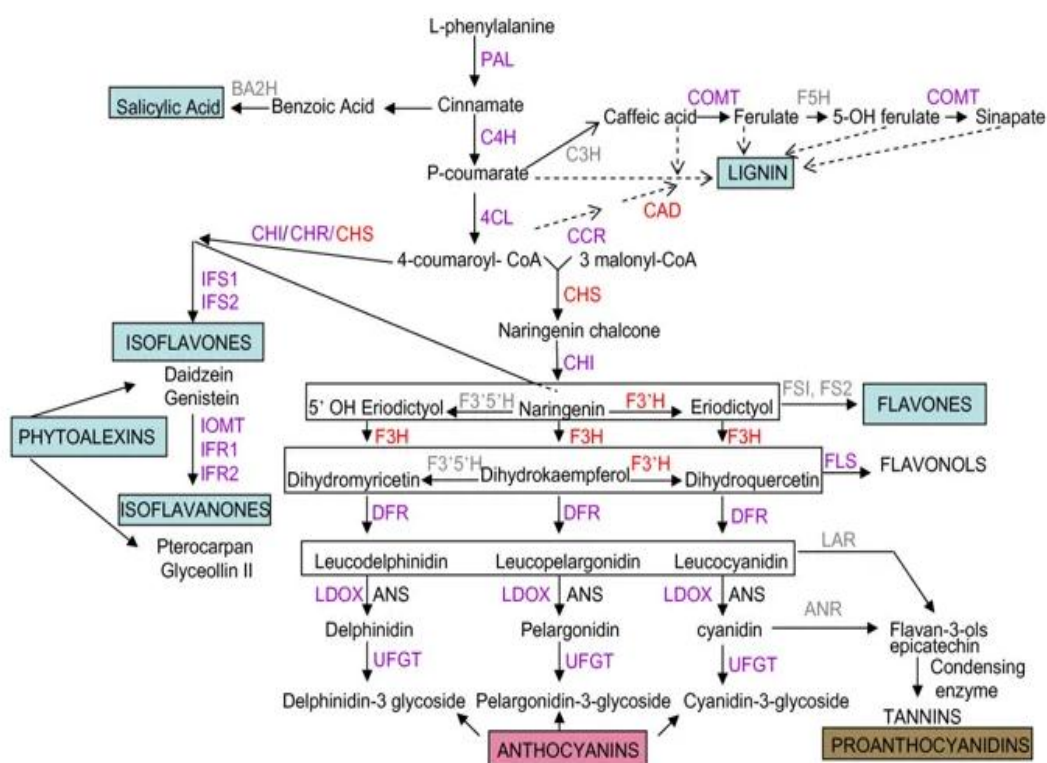 L-phenylalanine
PAL
Salicylic Acid
BA2H
Benzoic Acid
Cinnamate
C4H
P-coumarate
C3H
Caffeic acid
COMT
Ferulate
F5H
5-OH ferulate
COMT
Sinapate
LIGNIN
CAD
CCR
4CL
CHI/CHR/CHS
4-coumaroyl- CoA
3 malonyl-CoA
IFS1
IFS2
CHS
Naringenin chalcone
CHI
ISOFLAVONES
Daidzein
Genistein
PHYTOALEXINS
IOMT
IFR1
IFR2
ISOFLAVANONES
Pterocarpan
Glyceollin II
5' OH Eriodictyol
F3'5'H
Naringenin
F3'H
Eriodictyol
FSI, FS2
FLAVONES
F3H
F3H
F3H
Dihydromyricetin
F3'5'H
Dihydrokaempferol
F3'H
Dihydroquercetin
FLS
FLAVONOLS
DFR
DFR
DFR
Leucodelphinidin
Leucopelargonidin
Leucocyanidin
LAR
LDOX ANS
LDOX ANS
LDOX ANS
Delphinidin
Pelargonidin
cyanidin
ANR
Flavan-3-ols
epicatechin
UFGT
UFGT
UFGT
Condensing
enzyme
Delphinidin-3 glycoside
Pelargonidin-3-glycoside
Cyanidin-3-glycoside
TANNINS
ANTHOCYANINS
PROANTHOCYANIDINS